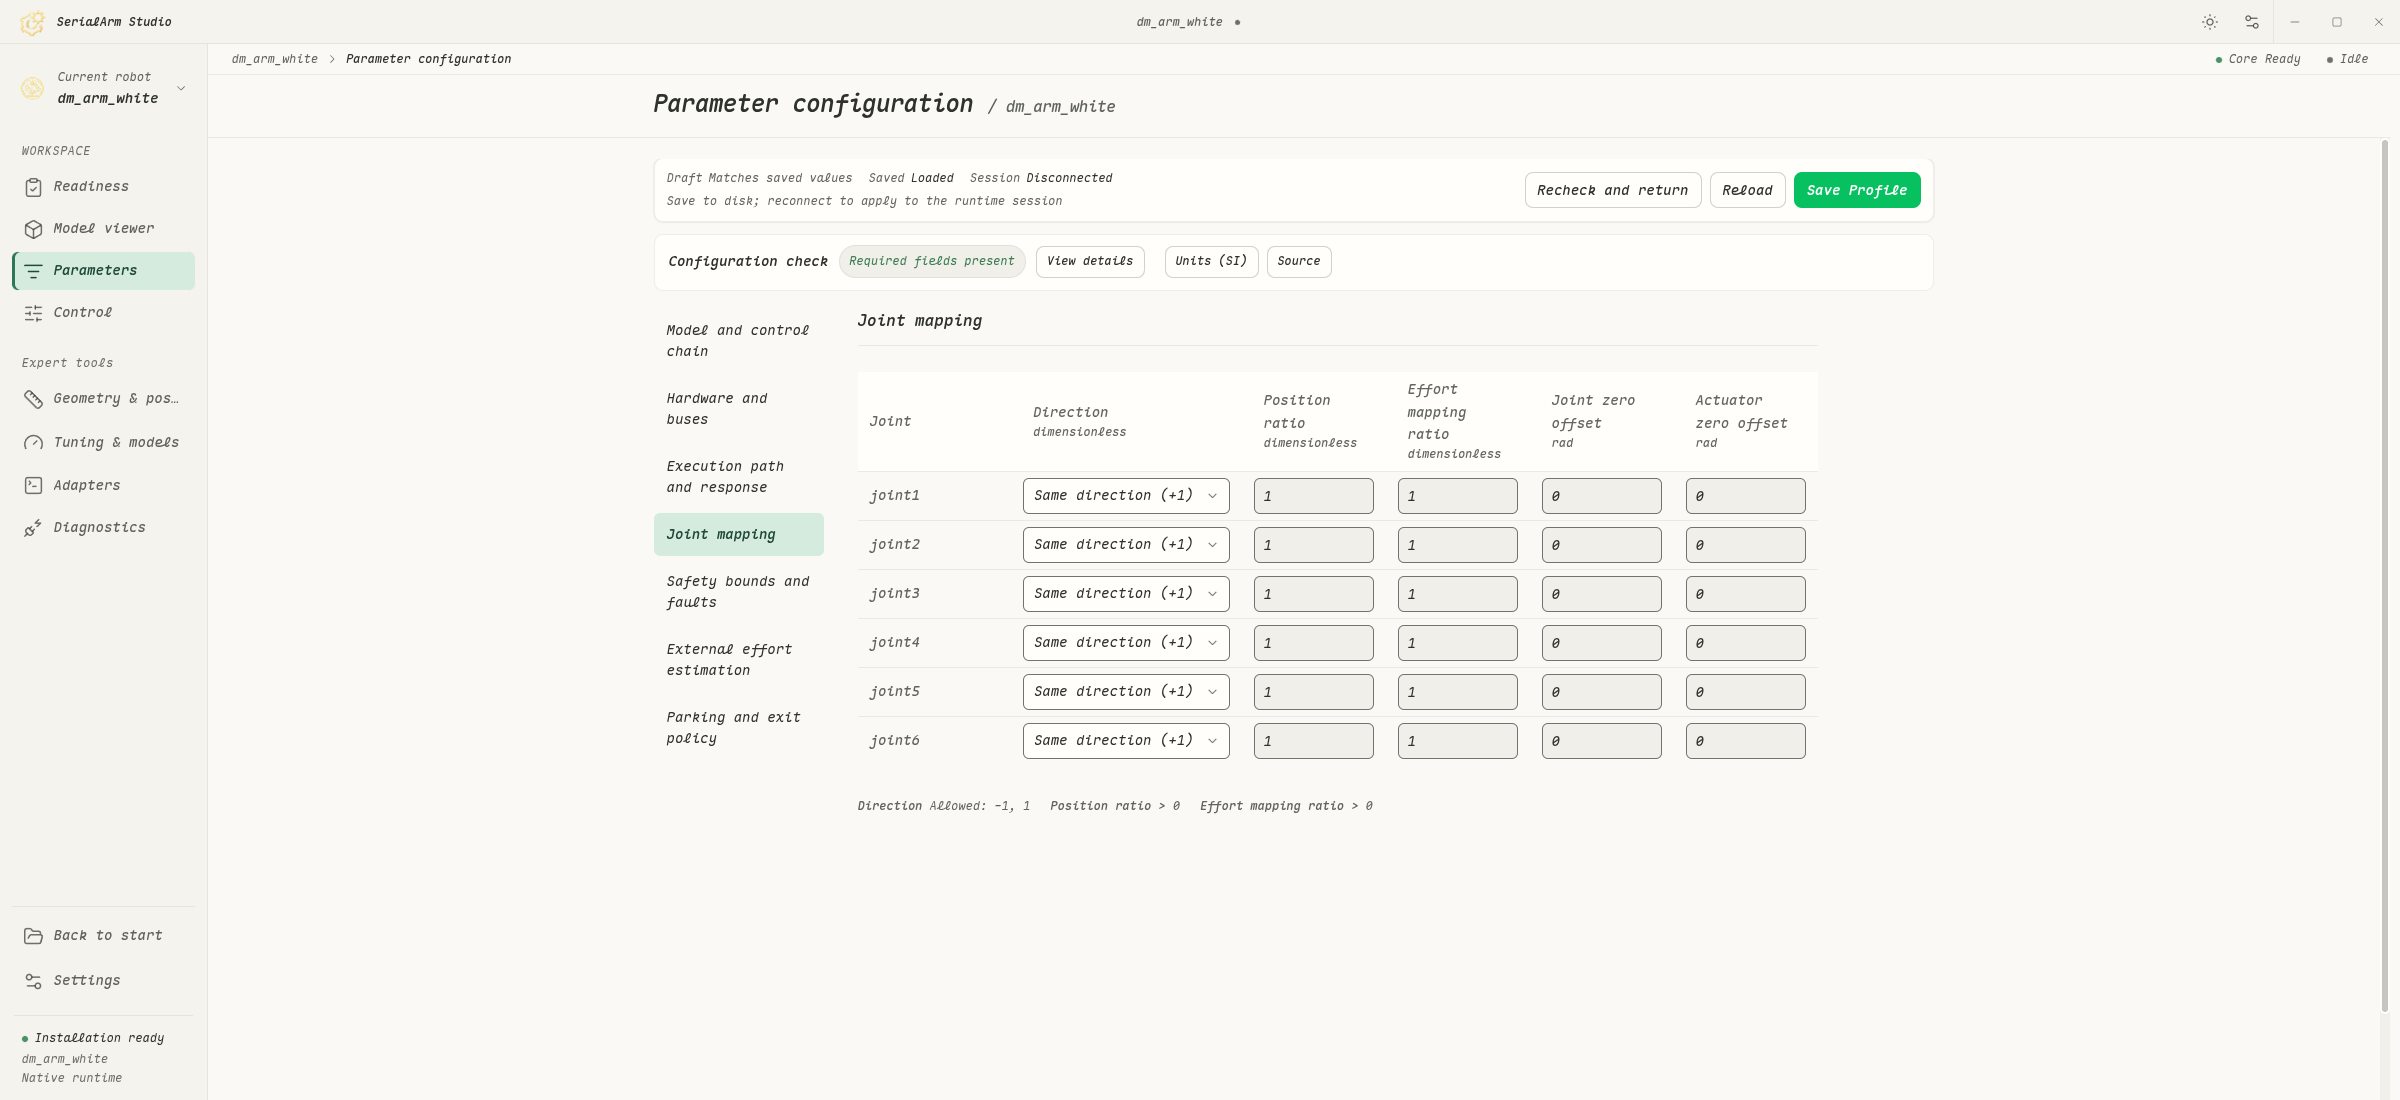 SerialArm Studio
dm_arm_white
Current robot
dm_arm_white
WORKSPACE
Readiness
Model viewer
Parameters
Control
Expert tools
Geometry & pos…
Tuning & models
Adapters
Diagnostics
Back to start
Settings
Installation ready
dm_arm_white
Native runtime
dm_arm_white > Parameter configuration
Core Ready Idle
Parameter configuration / dm_arm_white
Draft Matches saved values Saved Loaded Session Disconnected
Save to disk; reconnect to apply to the runtime session
Recheck and return Reload Save Profile
Configuration check Required fields present View details Units (SI) Source
Model and control
chain
Hardware and
buses
Execution path
and response
Joint mapping
Safety bounds and
faults
External effort
estimation
Parking and exit
policy
Joint mapping
Joint
Direction
dimensionless
Position
ratio
dimensionless
Effort
mapping
ratio
dimensionless
Joint zero
offset
rad
Actuator
zero offset
rad
joint1 Same direction (+1) 1 1 0 0
joint2 Same direction (+1) 1 1 0 0
joint3 Same direction (+1) 1 1 0 0
joint4 Same direction (+1) 1 1 0 0
joint5 Same direction (+1) 1 1 0 0
joint6 Same direction (+1) 1 1 0 0
Direction Allowed: -1, 1 Position ratio > 0 Effort mapping ratio > 0